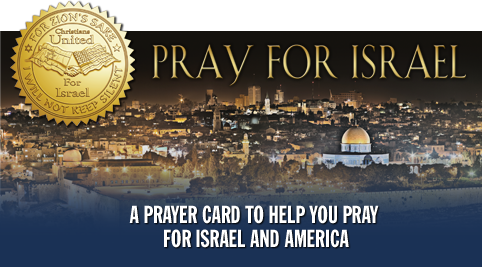 FOR ZION'S SAKE
Christians
United
For
Israel
I WILL NOT KEEP SILENT
PRAY FOR ISRAEL
A PRAYER CARD TO HELP YOU PRAY
FOR ISRAEL AND AMERICA